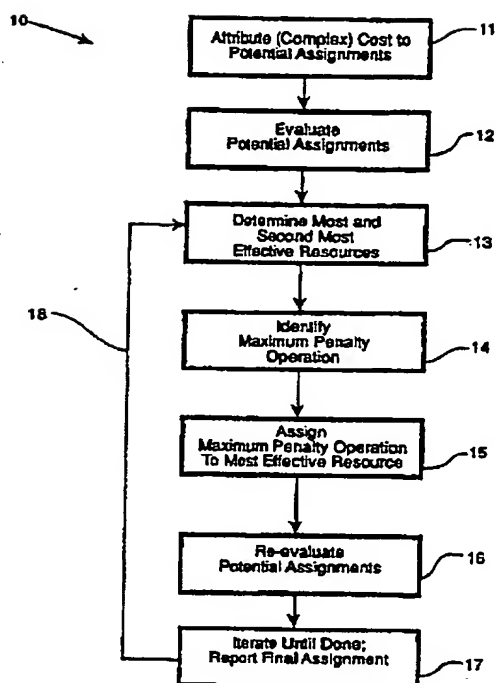 10
Attribute (Complex) Cost to
Potential Assignments
11
Evaluate
Potential Assignments
12
Determine Most and
Second Most
Effective Resources
13
18
Identify
Maximum Penalty
Operation
14
Assign
Maximum Penalty Operation
To Most Effective Resource
15
Re-evaluate
Potential Assignments
16
Iterate Until Done;
Report Final Assignment
17